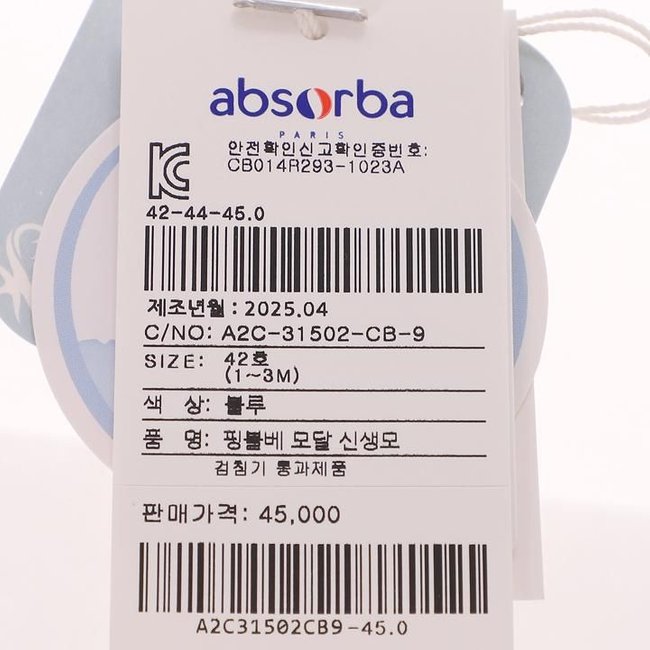 absorba
PARIS
안전확인신고확인증번호:
CB014R293-1023A
42-44-45.0
제조년월 : 2025.04
C/NO: A2C-31502-CB-9
SIZE: 42호
(1~3M)
색 상: 블루
품 명: 핑블베 모달 신생모
검침기 통과제품
판매가격: 45,000
A2C31502CB9-45.0